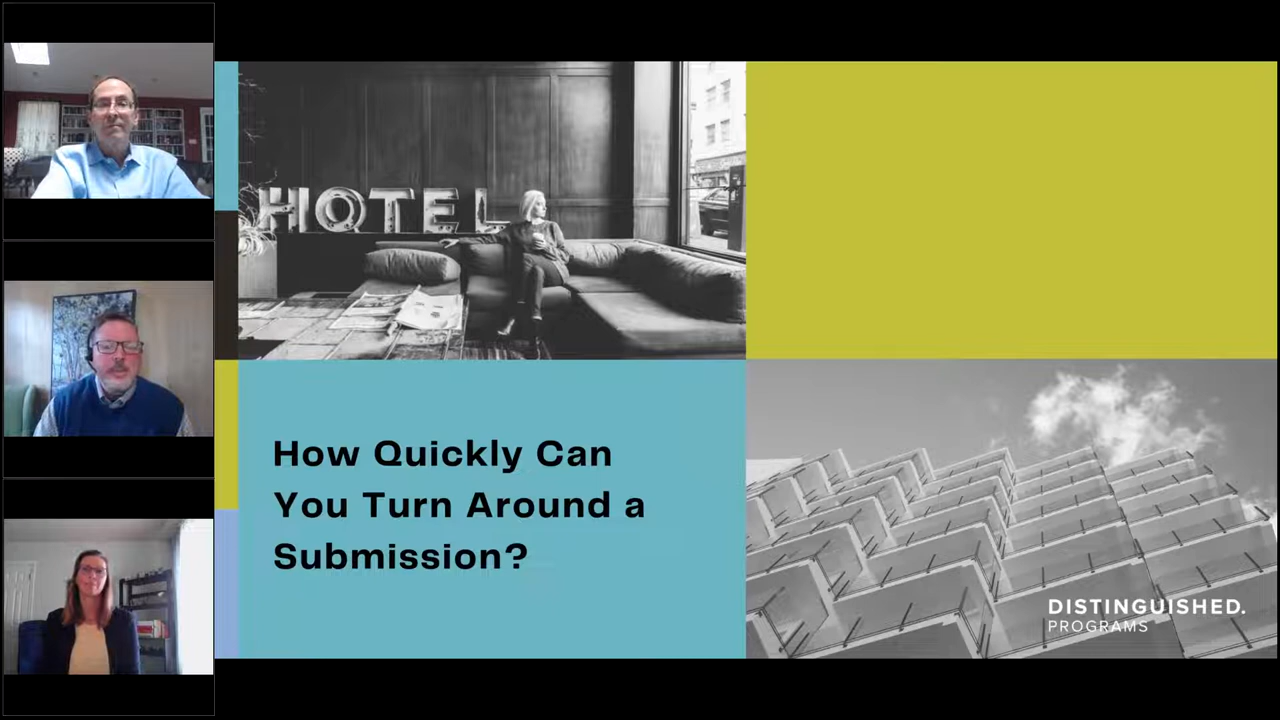 HOTEL
How Quickly Can
You Turn Around a
Submission?
DISTINGUISHED.
PROGRAMS